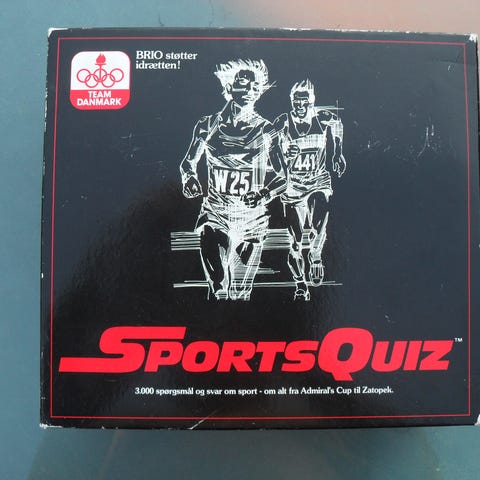 BRIO støtter
idrætten!
TEAM
DANMARK
441
W 25
SPORTSQUIZ™
3.000 spørgsmål og svar om sport - om alt fra Admiral's Cup til Zatopek.